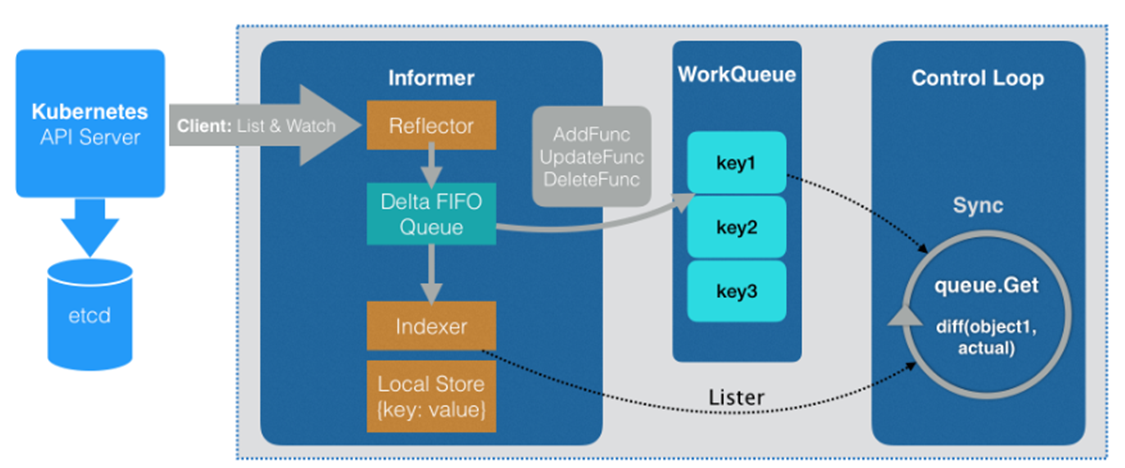 Kubernetes
API Server
etcd
Client: List & Watch
Informer
Reflector
Delta FIFO
Queue
Indexer
Local Store
{key: value}
AddFunc
UpdateFunc
DeleteFunc
WorkQueue
key1
key2
key3
Lister
Control Loop
Sync
queue.Get
diff(object1,
actual)